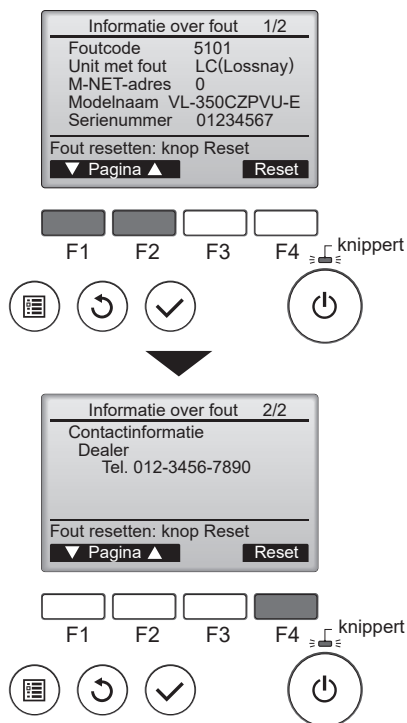 Informatie over fout 1/2
Foutcode 5101
Unit met fout LC(Lossnay)
M-NET-adres 0
Modelnaam VL-350CZPVU-E
Serienummer 01234567
Fout resetten: knop Reset
▼ Pagina ▲ Reset
F1 F2 F3 F4
knippert
Informatie over fout 2/2
Contactinformatie
Dealer
Tel. 012-3456-7890
Fout resetten: knop Reset
▼ Pagina ▲ Reset
F1 F2 F3 F4
knippert